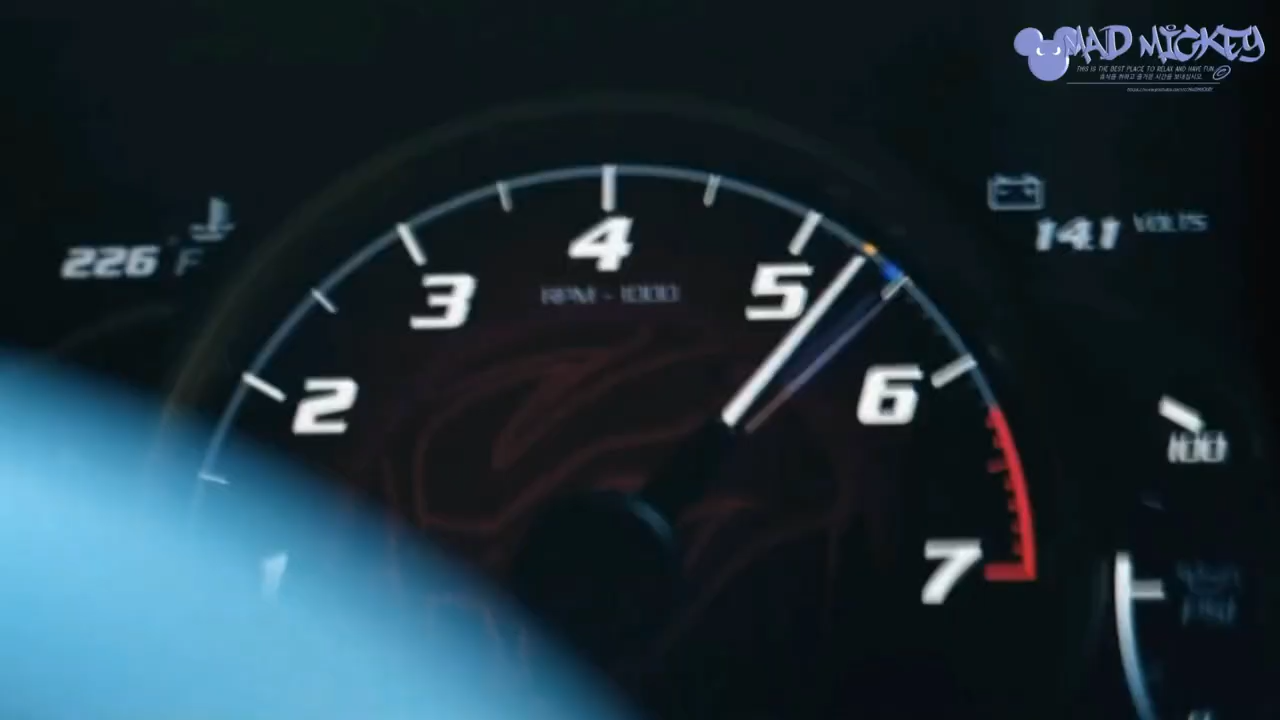 MAD MICKEY
THIS IS THE BEST PLACE TO RELAX AND HAVE FUN
226 °F
14.1 VOLTS
4
3
5
RPM - 1000
2
6
100
1
7